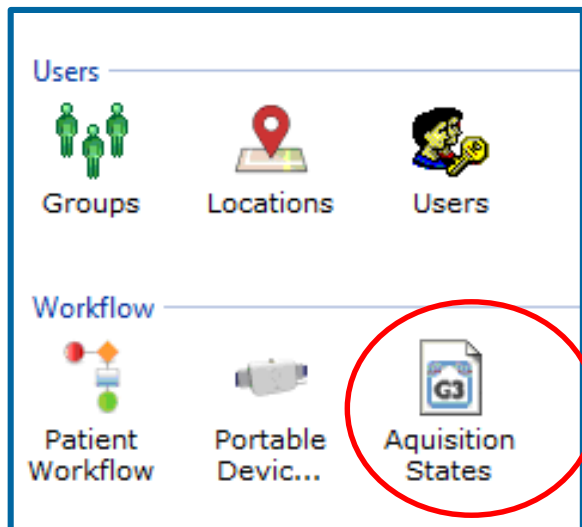 Users
Groups Locations Users
Workflow
G3
Patient Portable Aquisition
Workflow Devic... States